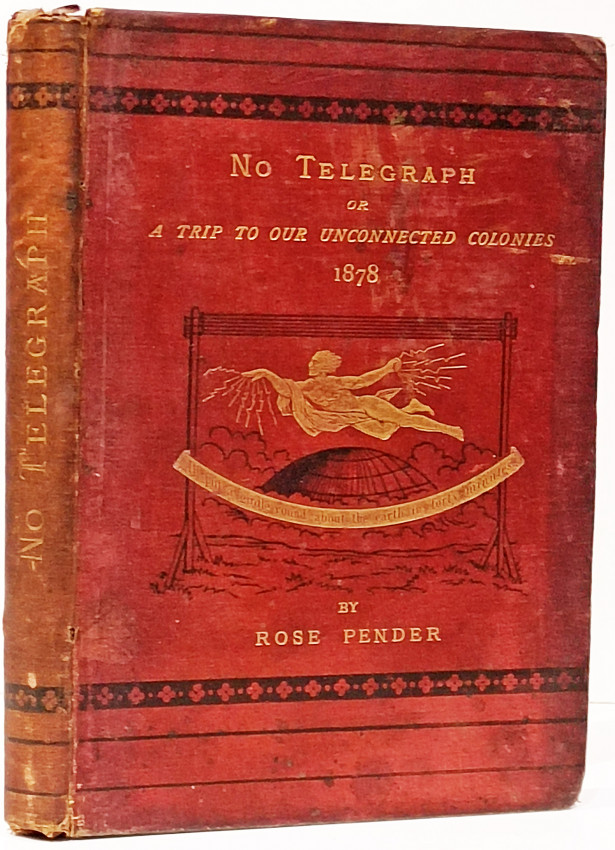 No Telegraph
No Telegraph
OR
A TRIP TO OUR UNCONNECTED COLONIES
1878
I'll put a girdle round about the earth in forty minutes
BY
ROSE PENDER